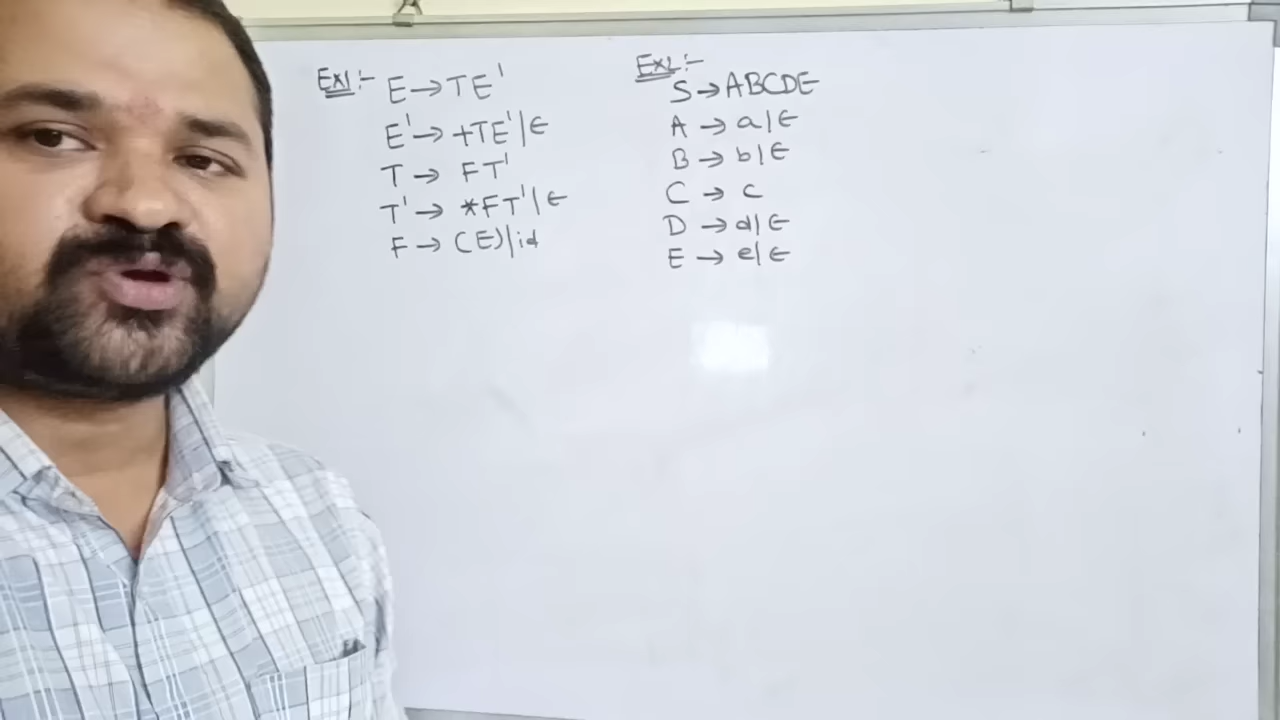 Ex1:- E→TE'
E'→+TE'|ϵ
T→ FT'
T'→ *FT'|ϵ
F→(E)|id
Ex2:-
S→ABCDE
A→a|ϵ
B→b|ϵ
C→c
D→d|ϵ
E→e|ϵ